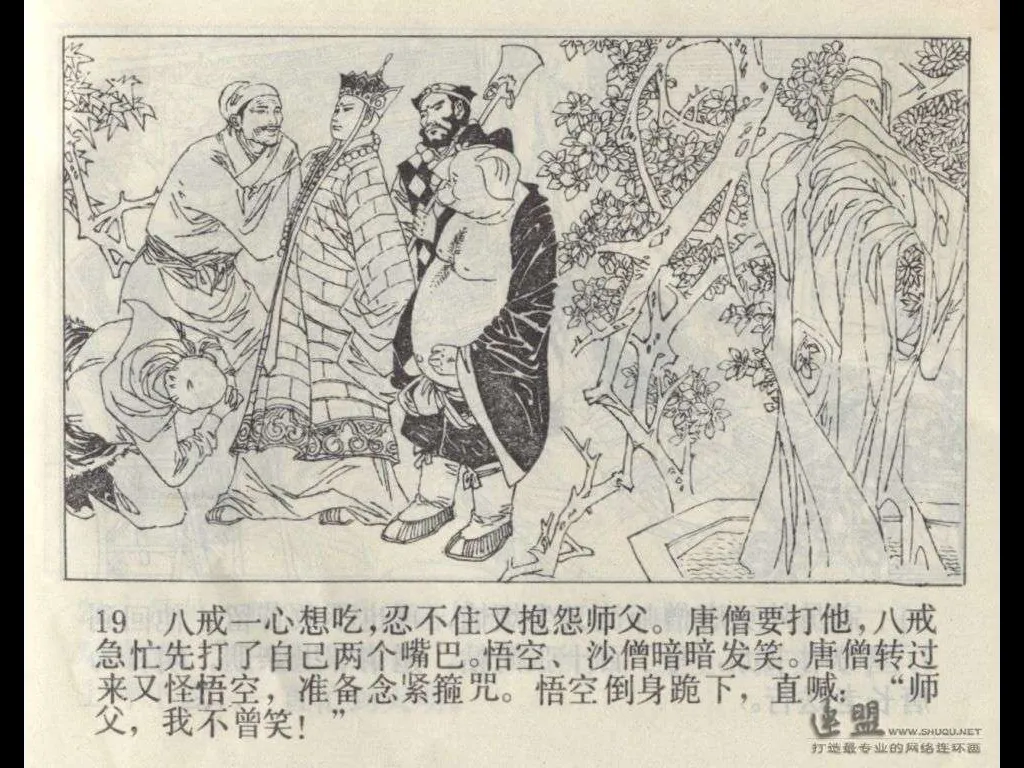 19 八戒一心想吃,忍不住又抱怨师父。唐僧要打他,八戒
急忙先打了自己两个嘴巴。悟空、沙僧暗暗发笑。唐僧转过
来又怪悟空，准备念紧箍咒。悟空倒身跪下，直喊：“师
父，我不曾笑！”
连盟 WWW.SHUQU.NET
打造最专业的网络连环画